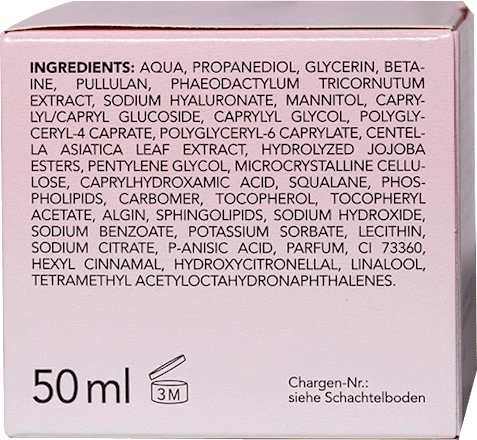 INGREDIENTS: AQUA, PROPANEDIOL, GLYCERIN, BETA-
INE, PULLULAN, PHAEODACTYLUM TRICORNUTUM
EXTRACT, SODIUM HYALURONATE, MANNITOL, CAPRY-
LYL/CAPRYL GLUCOSIDE, CAPRYLYL GLYCOL, POLYGLY-
CERYL-4 CAPRATE, POLYGLYCERYL-6 CAPRYLATE, CENTEL-
LA ASIATICA LEAF EXTRACT, HYDROLYZED JOJOBA
ESTERS, PENTYLENE GLYCOL, MICROCRYSTALLINE CELLU-
LOSE, CAPRYLHYDROXAMIC ACID, SQUALANE, PHOS-
PHOLIPIDS, CARBOMER, TOCOPHEROL, TOCOPHERYL
ACETATE, ALGIN, SPHINGOLIPIDS, SODIUM HYDROXIDE,
SODIUM BENZOATE, POTASSIUM SORBATE, LECITHIN,
SODIUM CITRATE, P-ANISIC ACID, PARFUM, CI 73360,
HEXYL CINNAMAL, HYDROXYCITRONELLAL, LINALOOL,
TETRAMETHYL ACETYLOCTAHYDRONAPHTHALENES.
50 ml 3M
Chargen-Nr.:
siehe Schachtelboden